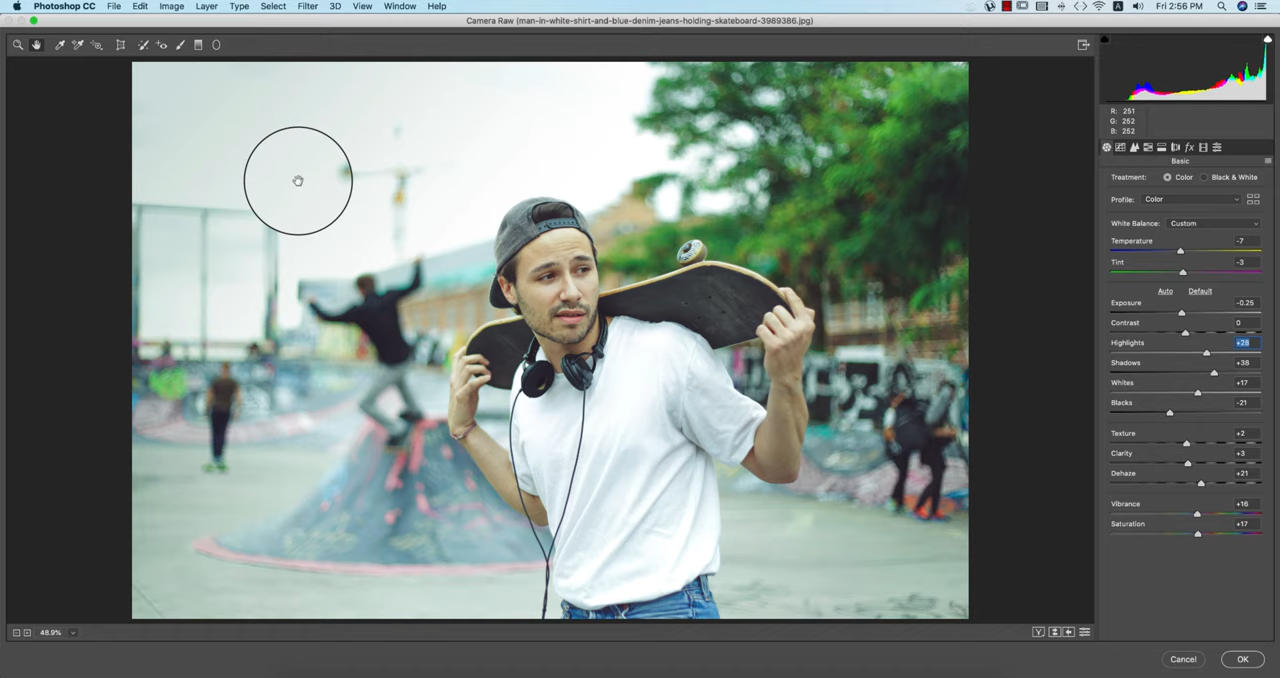 Photoshop CC File Edit Image Layer Type Select Filter 3D View Window Help A Fri 2:56 PM
Camera Raw (man-in-white-shirt-and-blue-denim-jeans-holding-skateboard-3989386.jpg)
R: 251
G: 252
B: 252
fx
Basic
Treatment: Color Black & White
Profile: Color
White Balance: Custom
Temperature -7
Tint -3
Auto Default
Exposure -0.25
Contrast 0
Highlights +28
Shadows +38
Whites +17
Blacks -21
Texture +2
Clarity +3
Dehaze +21
Vibrance +16
Saturation +17
48.9% Y
Cancel OK